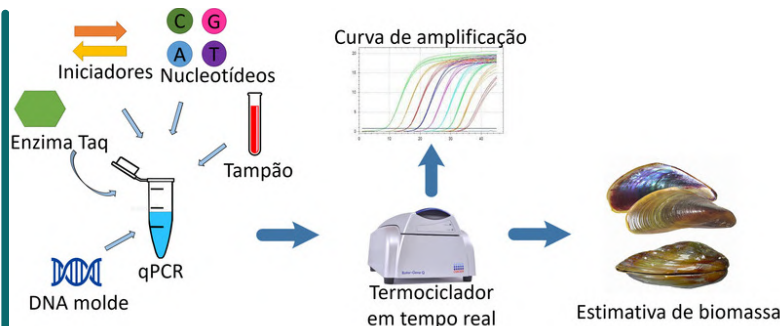 C
G
A
T
Iniciadores
Nucleotídeos
Enzima Taq
Tampão
qPCR
DNA molde
Curva de amplificação
Termociclador
em tempo real
Estimativa de biomassa